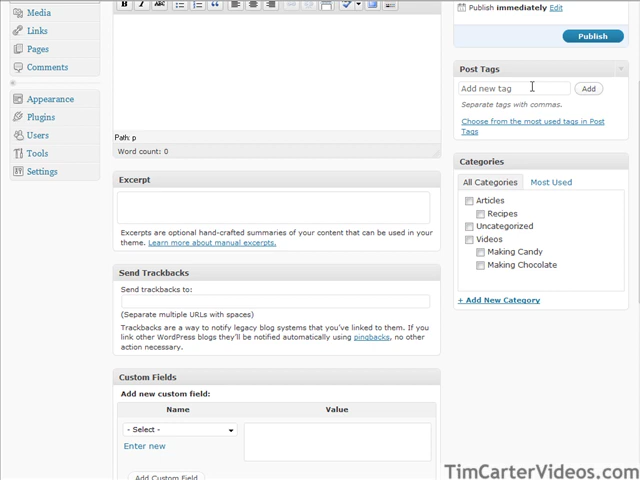 Media
Links
Pages
Comments
Appearance
Plugins
Users
Tools
Settings
B I ABC
Path: p
Word count: 0
Excerpt
Excerpts are optional hand-crafted summaries of your content that can be used in your
theme. Learn more about manual excerpts.
Send Trackbacks
Send trackbacks to:
(Separate multiple URLs with spaces)
Trackbacks are a way to notify legacy blog systems that you've linked to them. If you
link other WordPress blogs they'll be notified automatically using pingbacks, no other
action necessary.
Custom Fields
Add new custom field:
Name Value
- Select -
Enter new
Add Custom Field
Publish immediately Edit
Publish
Post Tags
Add new tag Add
Separate tags with commas.
Choose from the most used tags in Post
Tags
Categories
All Categories Most Used
Articles
Recipes
Uncategorized
Videos
Making Candy
Making Chocolate
+ Add New Category
TimCarterVideos.com